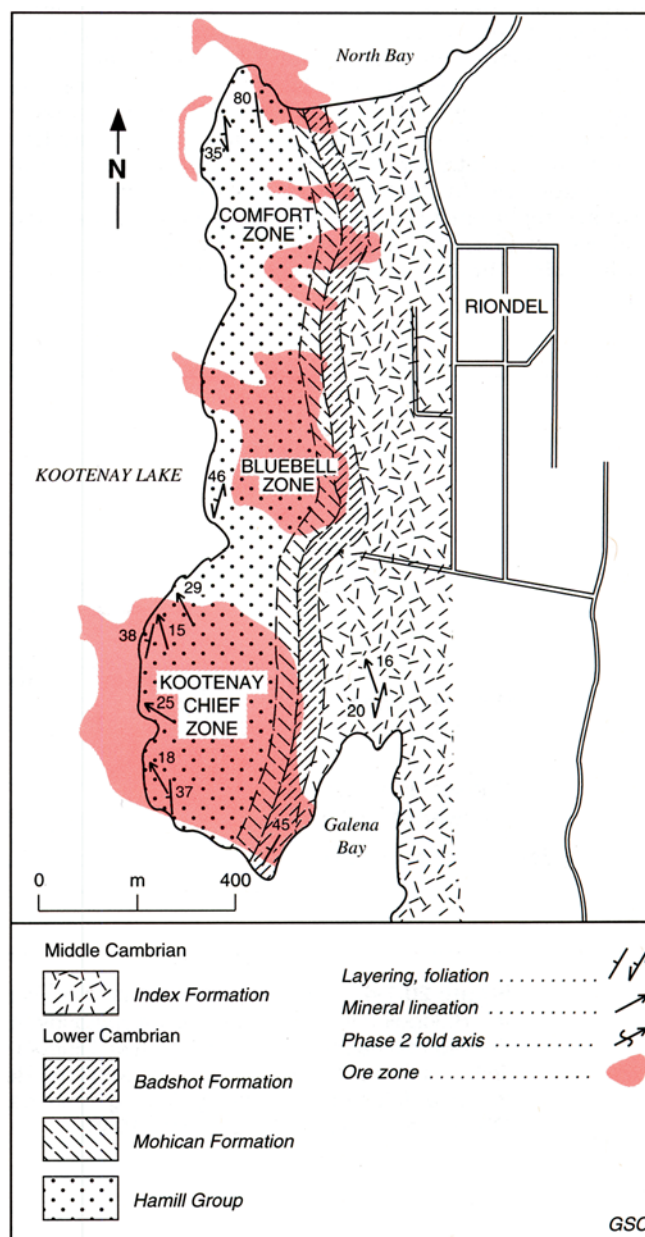 North Bay
80
35
N
COMFORT
ZONE
RIONDEL
BLUEBELL
ZONE
KOOTENAY LAKE
46
29
38
15
KOOTENAY
CHIEF
ZONE
16
20
25
18
37
45
Galena
Bay
0 m 400
Middle Cambrian
Index Formation
Lower Cambrian
Badshot Formation
Mohican Formation
Hamill Group
Layering, foliation ..........
Mineral lineation ...........
Phase 2 fold axis ......
Ore zone ................
GSC